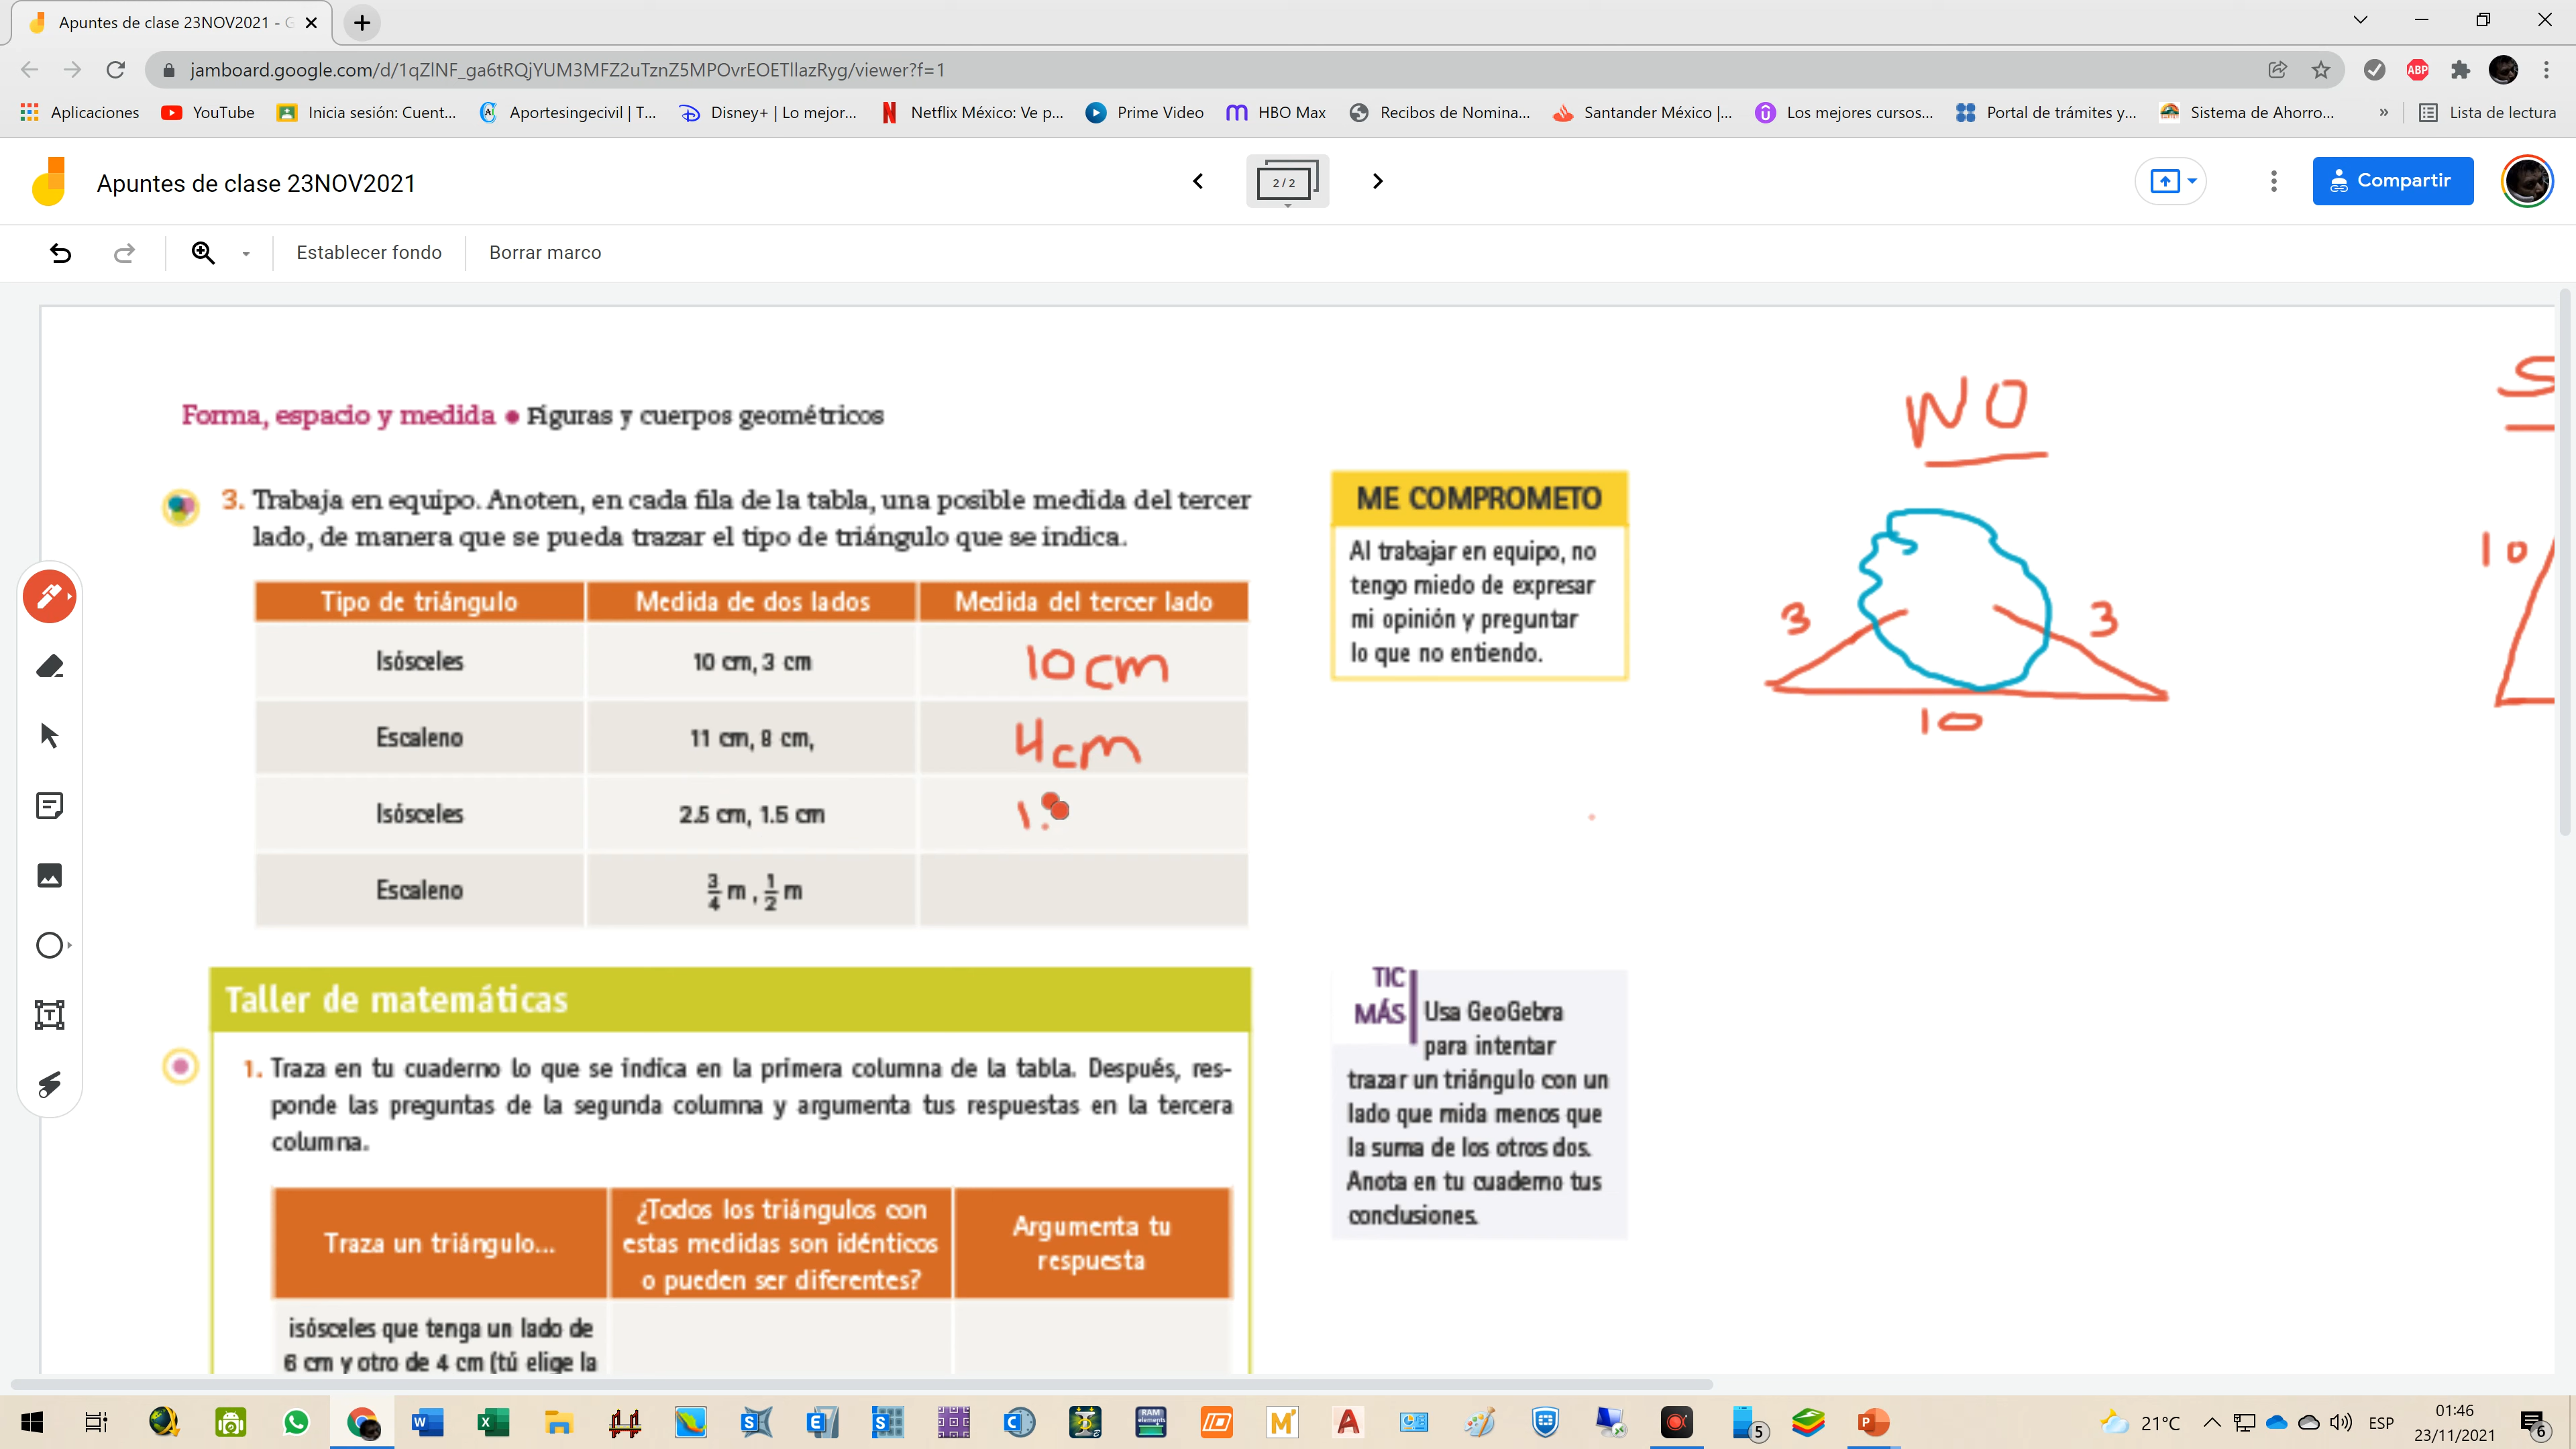 Apuntes de clase 23NOV2021 - G
jamboard.google.com/d/1qZlNF_ga6tRQjYUM3MFZ2uTznZ5MPOvrEOETllazRyg/viewer?f=1
ABP
Aplicaciones
YouTube
Inicia sesión: Cuent...
Aportesingecivil | T...
Disney+ | Lo mejor...
Netflix México: Ve p...
Prime Video
HBO Max
Recibos de Nomina...
Santander México |...
Los mejores cursos...
Portal de trámites y...
Sistema de Ahorro...
»
Lista de lectura
Apuntes de clase 23NOV2021
2 / 2
Compartir
Establecer fondo
Borrar marco
Forma, espacio y medida • Figuras y cuerpos geométricos
3. Trabaja en equipo. Anoten, en cada fila de la tabla, una posible medida del tercer
lado, de manera que se pueda trazar el tipo de triángulo que se indica.
Tipo de triángulo Medida de dos lados Medida del tercer lado
Isósceles 10 cm, 3 cm 10 cm
Escaleno 11 cm, 8 cm, 4 cm
Isósceles 2.5 cm, 1.5 cm 1.
Escaleno 3/4 m, 1/2 m
ME COMPROMETO
Al trabajar en equipo, no
tengo miedo de expresar
mi opinión y preguntar
lo que no entiendo.
NO
3
3
10
S
10
Taller de matemáticas
1. Traza en tu cuaderno lo que se indica en la primera columna de la tabla. Después, res-
ponde las preguntas de la segunda columna y argumenta tus respuestas en la tercera
columna.
Traza un triángulo...
¿Todos los triángulos con
estas medidas son idénticos
o pueden ser diferentes?
Argumenta tu
respuesta
isósceles que tenga un lado de
6 cm y otro de 4 cm (tú elige la
TIC
MÁS
Usa GeoGebra
para intentar
trazar un triángulo con un
lado que mida menos que
la suma de los otros dos.
Anota en tu cuaderno tus
conclusiones.
RAM
elements
5
21°C
ESP
01:46
23/11/2021
6